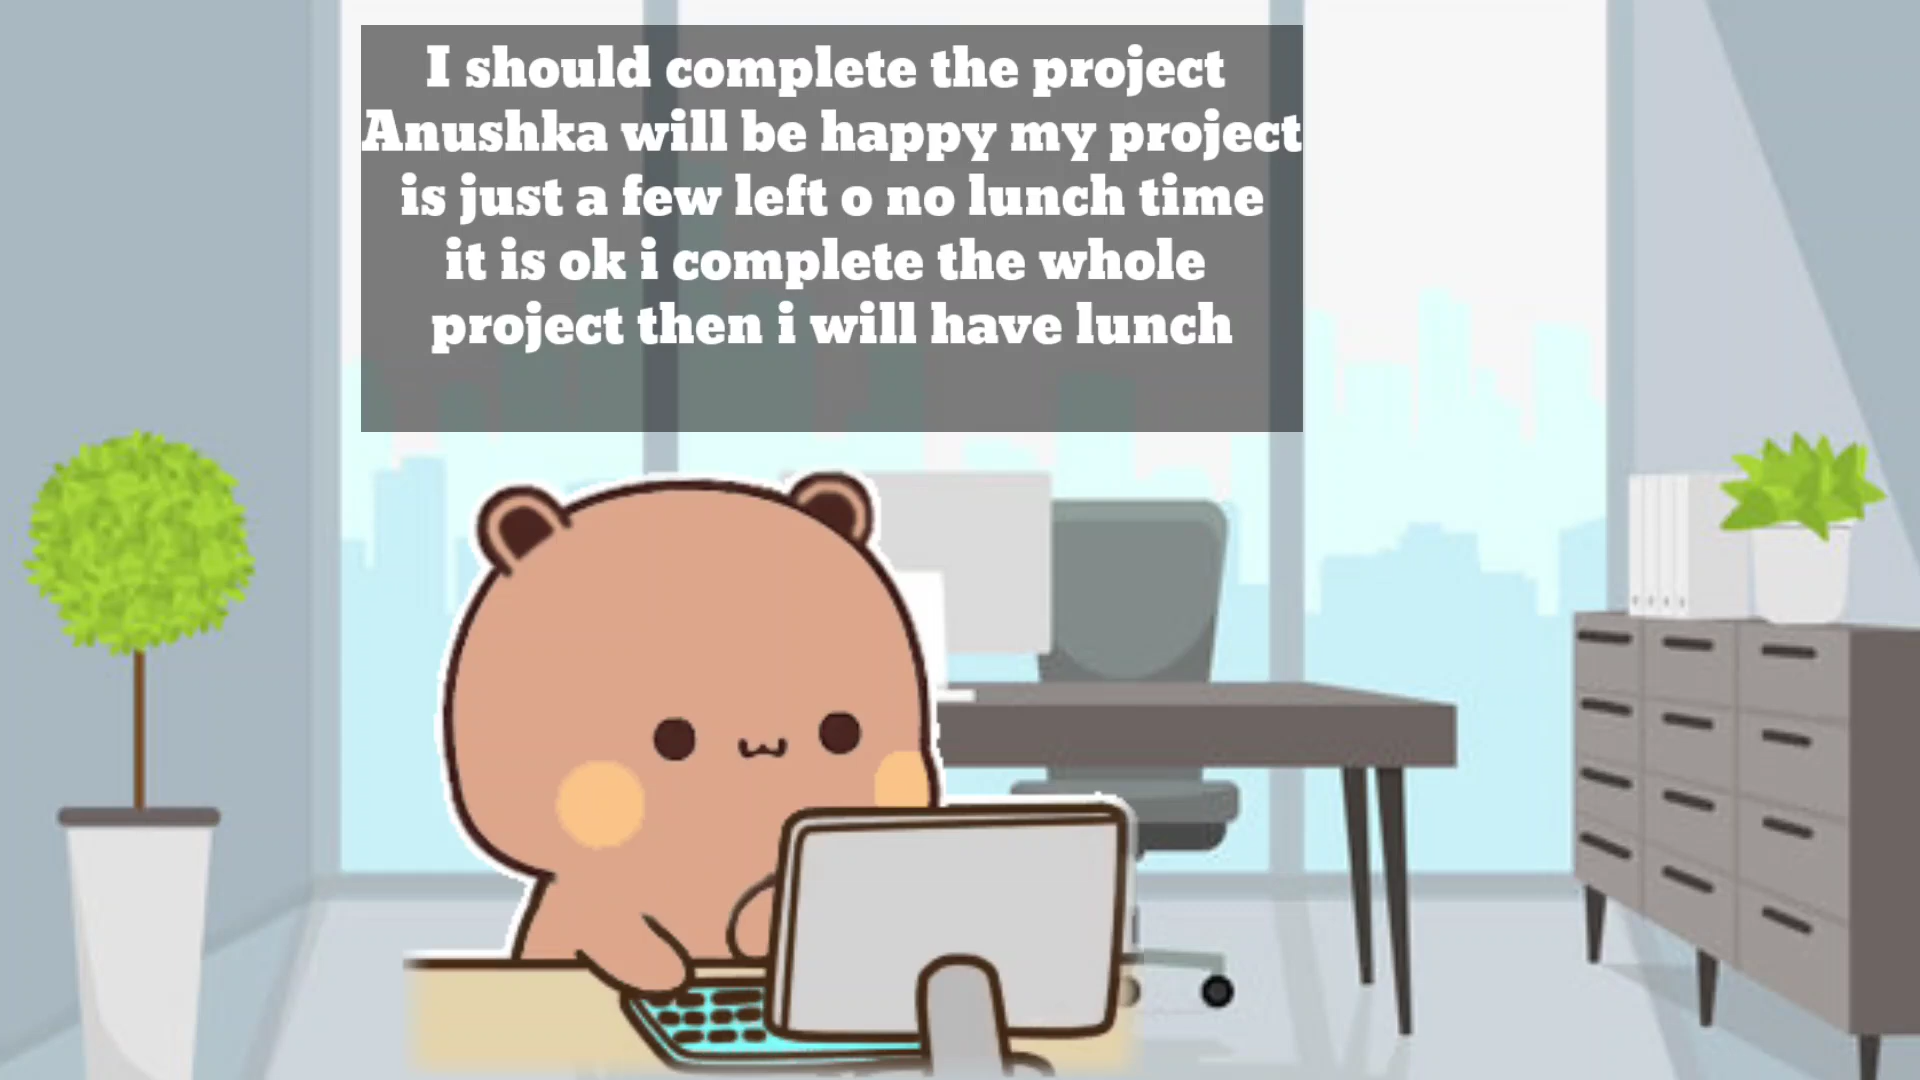 I should complete the project
Anushka will be happy my project
is just a few left o no lunch time
it is ok i complete the whole
project then i will have lunch